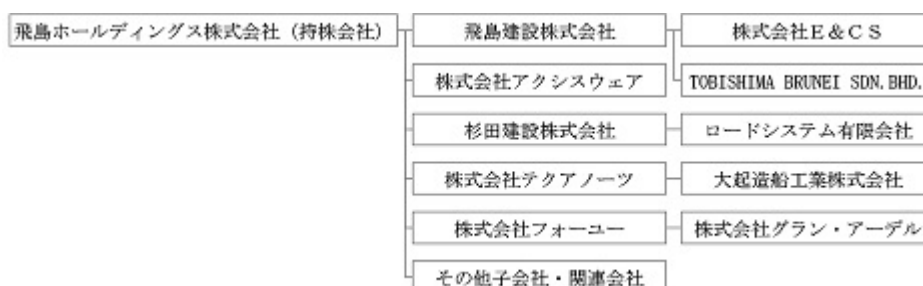 飛島ホールディングス株式会社（持株会社）
飛島建設株式会社
株式会社E＆CS
株式会社アクシスウェア
TOBISHIMA BRUNEI SDN.BHD.
杉田建設株式会社
ロードシステム有限会社
株式会社テクアノーツ
大起造船工業株式会社
株式会社フォーユー
株式会社グラン・アーデル
その他子会社・関連会社